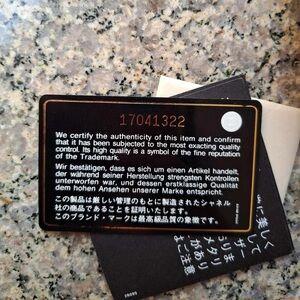 17041322
We certify the authenticity of this item and confirm
that it has been subjected to the most exacting quality
control. Its high quality is a symbol of the fine reputation
of the Trademark.
Wir bestätigen, dass es sich um einen Artikel handelt,
der während seiner Herstellung strengsten Kontrollen
unterworfen war, und dessen erstklassige Qualität
dem hohen Ansehen unserer Marke entspricht.
この製品は厳しい管理のもとに製造されたシャネル
社の商品であることを証明いたします。
このブランド・マークは最高級品質の象徴です。